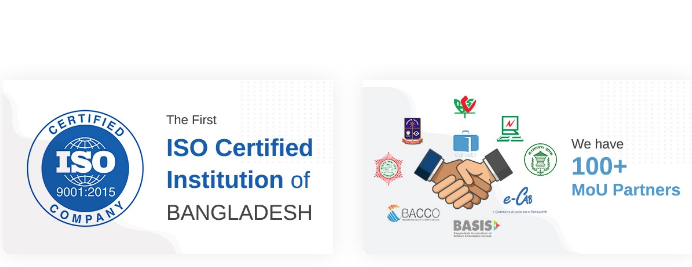 CERTIFIED
ISO
9001:2015
COMPANY
The First
ISO Certified
Institution of
BANGLADESH
We have
100+
MoU Partners
e-CAB
BACCO
BASIS